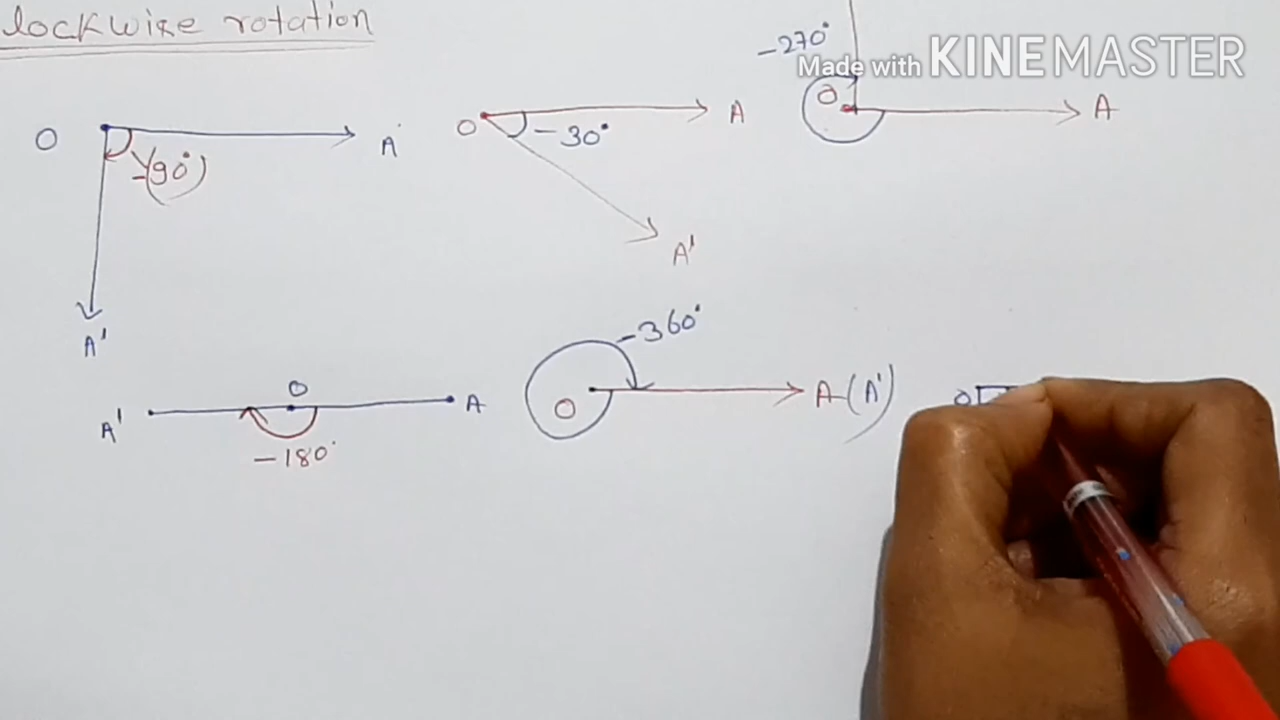 lockwise rotation
-270°
Made with KINEMASTER
O A -(90°) A'
O A -30° A'
O A
A' O A -180°
-360° O A (A')
O